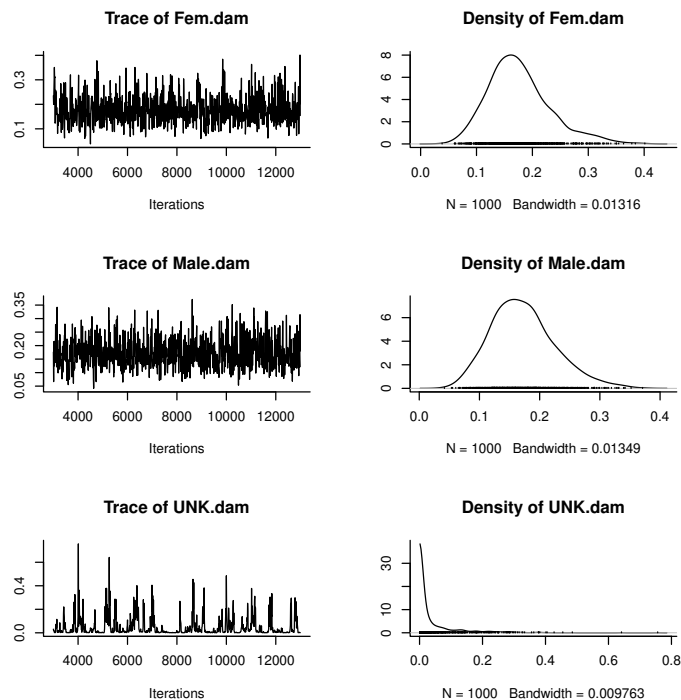 Trace of Fem.dam
0.1 0.3
4000 6000 8000 10000 12000
Iterations
Density of Fem.dam
0 2 4 6 8
0.0 0.1 0.2 0.3 0.4
N = 1000 Bandwidth = 0.01316
Trace of Male.dam
0.05 0.20 0.35
4000 6000 8000 10000 12000
Iterations
Density of Male.dam
0 2 4 6
0.0 0.1 0.2 0.3 0.4
N = 1000 Bandwidth = 0.01349
Trace of UNK.dam
0.0 0.4
4000 6000 8000 10000 12000
Iterations
Density of UNK.dam
0 10 30
0.0 0.2 0.4 0.6 0.8
N = 1000 Bandwidth = 0.009763